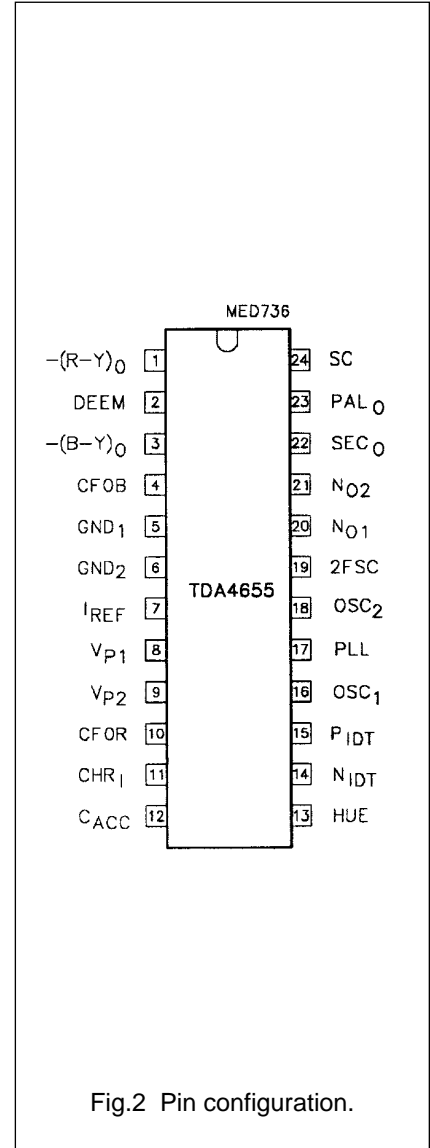 MED736
-(R-Y)O 1 24 SC
DEEM 2 23 PALO
-(B-Y)O 3 22 SECO
CFOB 4 21 NO2
GND1 5 20 NO1
GND2 6 19 2FSC
TDA4655
IREF 7 18 OSC2
VP1 8 17 PLL
VP2 9 16 OSC1
CFOR 10 15 PIDT
CHRI 11 14 NIDT
CACC 12 13 HUE
Fig.2 Pin configuration.